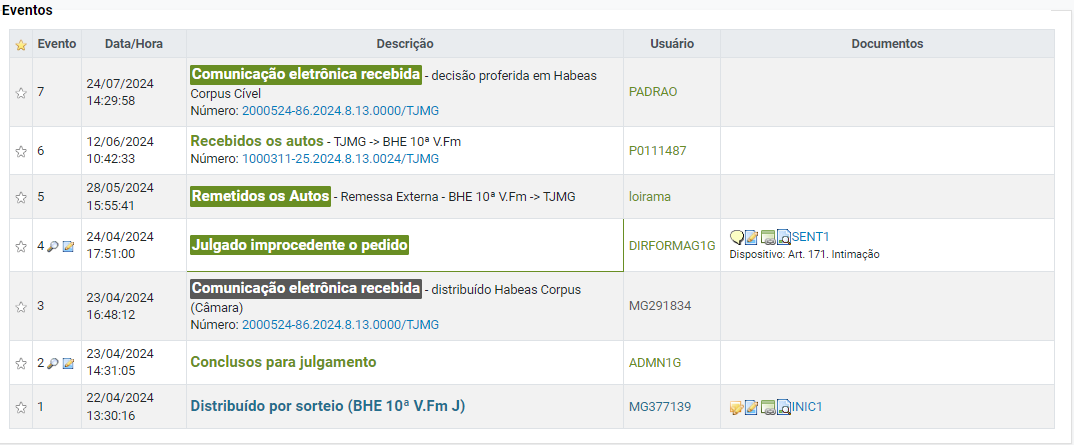 Eventos
Evento Data/Hora Descrição Usuário Documentos
7 24/07/2024 14:29:58 Comunicação eletrônica recebida - decisão proferida em Habeas PADRAO
Corpus Cível
Número: 2000524-86.2024.8.13.0000/TJMG
6 12/06/2024 10:42:33 Recebidos os autos - TJMG -> BHE 10ª V.Fm P0111487
Número: 1000311-25.2024.8.13.0024/TJMG
5 28/05/2024 15:55:41 Remetidos os Autos - Remessa Externa - BHE 10ª V.Fm -> TJMG loirama
4 24/04/2024 17:51:00 Julgado improcedente o pedido DIRFORMAG1G SENT1
Dispositivo: Art. 171. Intimação
3 23/04/2024 16:48:12 Comunicação eletrônica recebida - distribuído Habeas Corpus MG291834
(Câmara)
Número: 2000524-86.2024.8.13.0000/TJMG
2 23/04/2024 14:31:05 Conclusos para julgamento ADMN1G
1 22/04/2024 13:30:16 Distribuído por sorteio (BHE 10ª V.Fm J) MG377139 INIC1